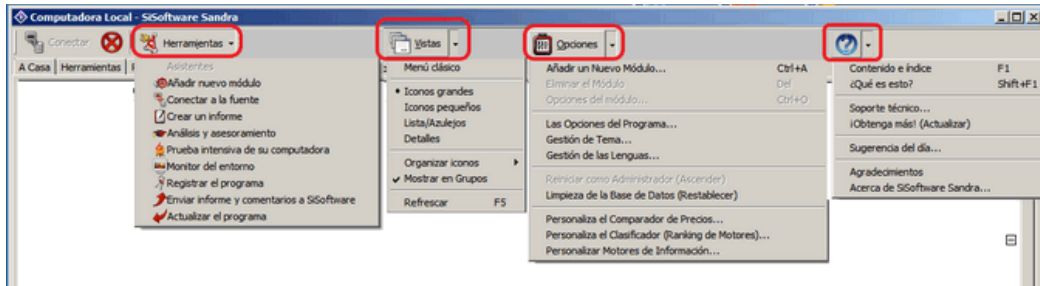 Computadora Local - SiSoftware Sandra
Conectar
Herramientas
Vistas
Opciones
A Casa
Herramientas
Asistentes
Añadir nuevo módulo
Conectar a la fuente
Crear un informe
Análisis y asesoramiento
Prueba intensiva de su computadora
Monitor del entorno
Registrar el programa
Enviar informe y comentarios a SiSoftware
Actualizar el programa
Menú clásico
Iconos grandes
Iconos pequeños
Lista/Azulejos
Detalles
Organizar iconos
Mostrar en Grupos
Refrescar F5
Añadir un Nuevo Módulo... Ctrl+A
Eliminar el Módulo Del
Opciones del módulo... Ctrl+O
Las Opciones del Programa...
Gestión de Tema...
Gestión de las Lenguas...
Reiniciar como Administrador (Ascender)
Limpieza de la Base de Datos (Restablecer)
Personaliza el Comparador de Precios...
Personaliza el Clasificador (Ranking de Motores)...
Personalizar Motores de Información...
Contenido e índice F1
¿Qué es esto? Shift+F1
Soporte técnico...
¡Obtenga más! (Actualizar)
Sugerencia del día...
Agradecimientos
Acerca de SiSoftware Sandra...